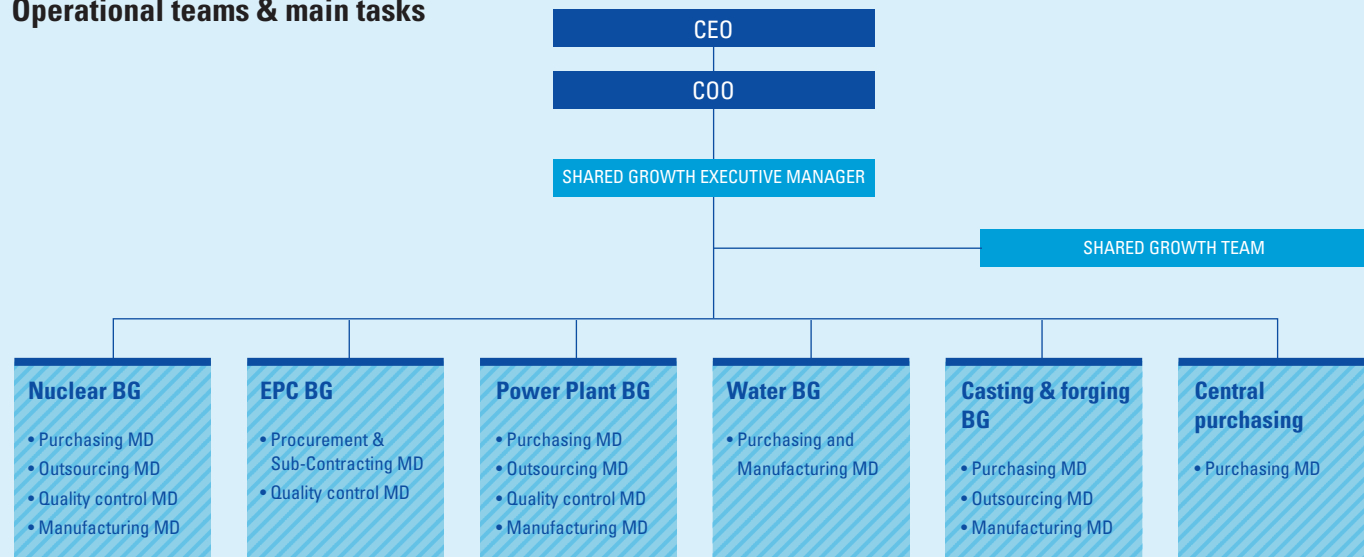 Operational teams & main tasks
CEO
COO
SHARED GROWTH EXECUTIVE MANAGER
SHARED GROWTH TEAM
Nuclear BG
• Purchasing MD
• Outsourcing MD
• Quality control MD
• Manufacturing MD
EPC BG
• Procurement &
Sub-Contracting MD
• Quality control MD
Power Plant BG
• Purchasing MD
• Outsourcing MD
• Quality control MD
• Manufacturing MD
Water BG
• Purchasing and
Manufacturing MD
Casting & forging
BG
• Purchasing MD
• Outsourcing MD
• Manufacturing MD
Central
purchasing
• Purchasing MD